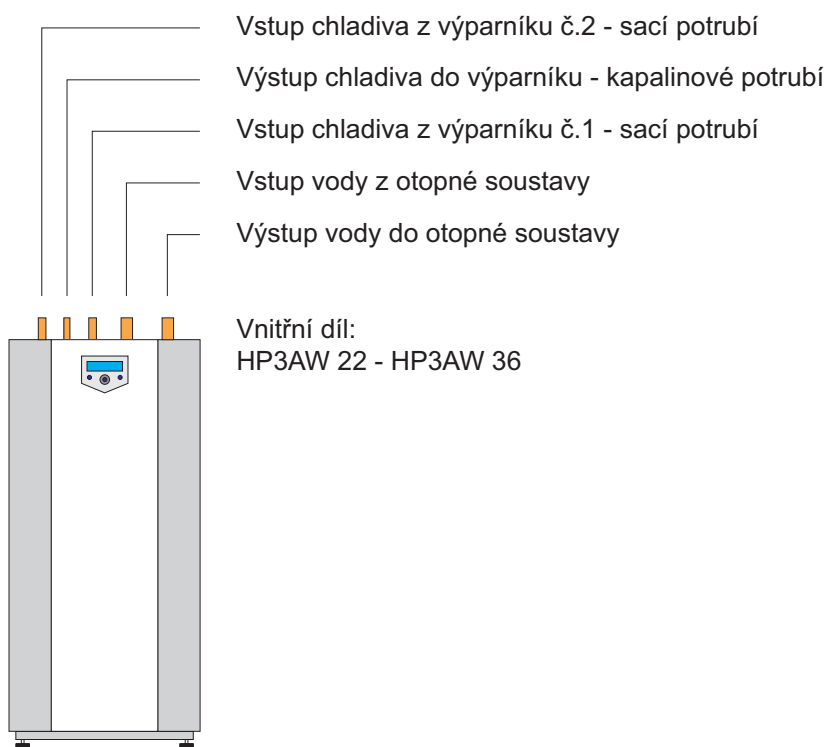 Vstup chladiva z výparníku č.2 - sací potrubí
Výstup chladiva do výparníku - kapalinové potrubí
Vstup chladiva z výparníku č.1 - sací potrubí
Vstup vody z otopné soustavy
Výstup vody do otopné soustavy
Vnitřní díl:
HP3AW 22 - HP3AW 36